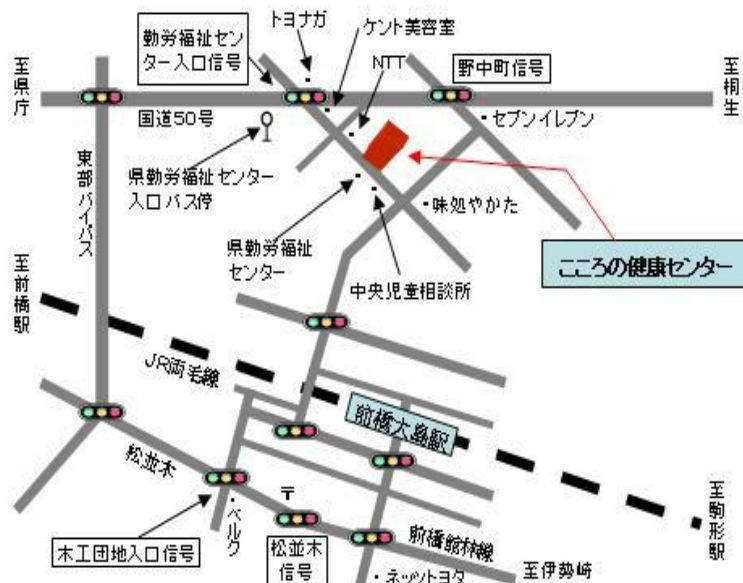 トヨナガ
ケント美容室
勤労福祉セン
ター入口信号
NTT
野中町信号
至県庁
至桐生
国道50号
セブンイレブン
東部バイパス
県勤労福祉センター
入口バス停
味処やかた
県勤労福祉
センター
こころの健康センター
中央児童相談所
至前橋駅
JR両毛線
前橋大島駅
松並木
〒
ベルク
木工団地入口信号
松並木
信号
前橋館林線
至駒形駅
至伊勢崎
ネッツトヨタ